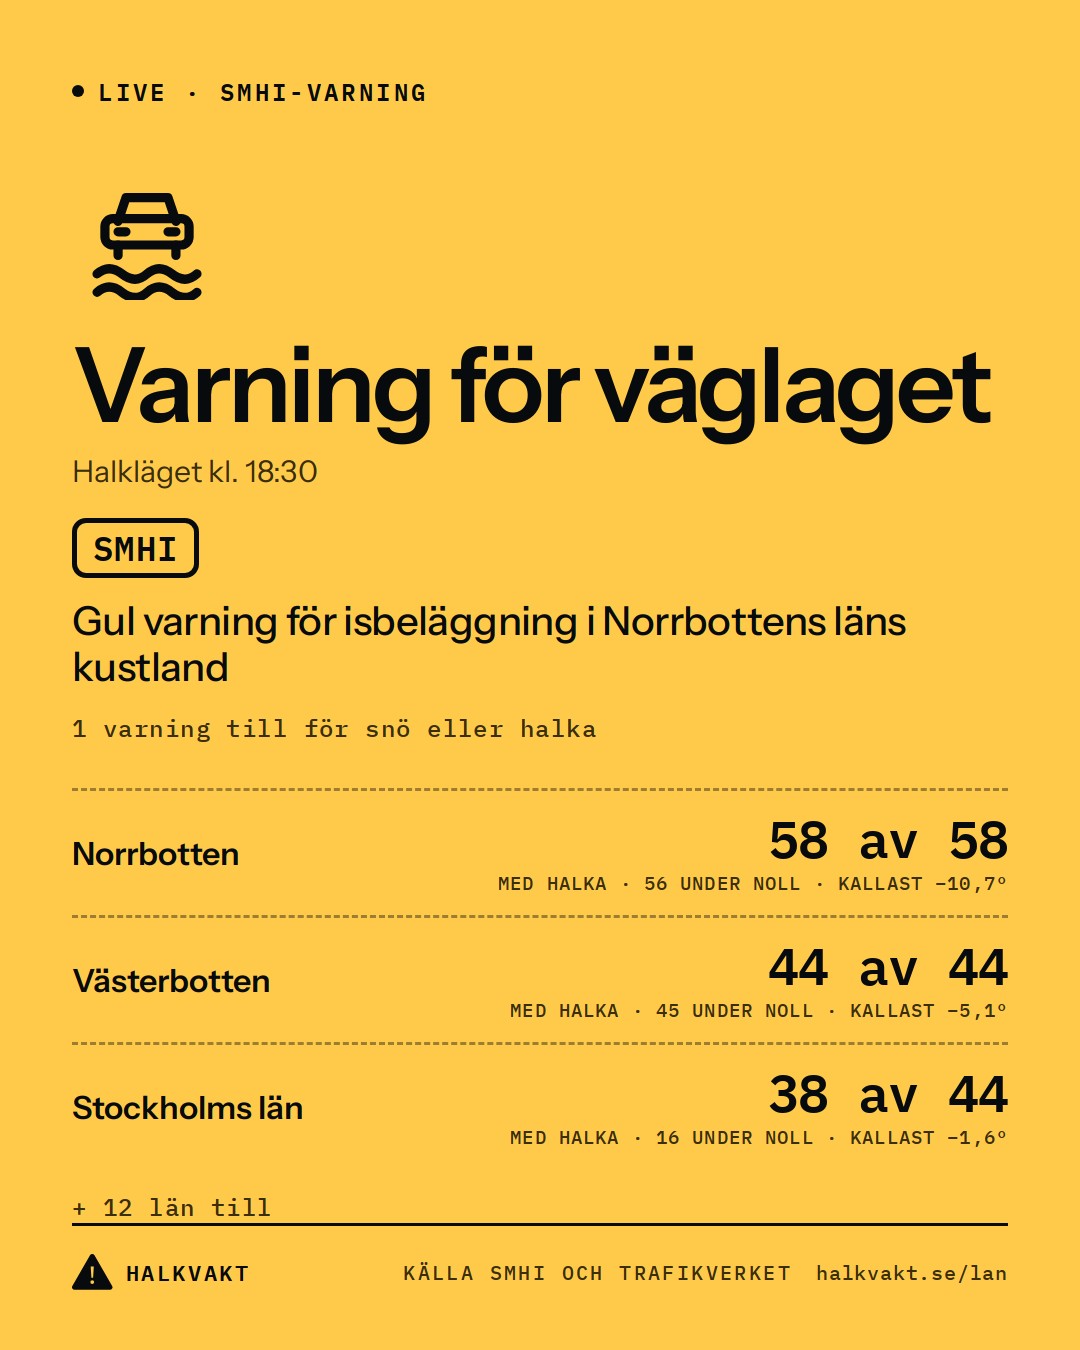 LIVE · SMHI-VARNING
Varning för väglaget
Halkläget kl. 18:30
SMHI
Gul varning för isbeläggning i Norrbottens läns
kustland
1 varning till för snö eller halka
Norrbotten
58 av 58
MED HALKA · 56 UNDER NOLL · KALLAST −10,7°
Västerbotten
44 av 44
MED HALKA · 45 UNDER NOLL · KALLAST −5,1°
Stockholms län
38 av 44
MED HALKA · 16 UNDER NOLL · KALLAST −1,6°
+ 12 län till
HALKVAKT
KÄLLA SMHI OCH TRAFIKVERKET halkvakt.se/lan